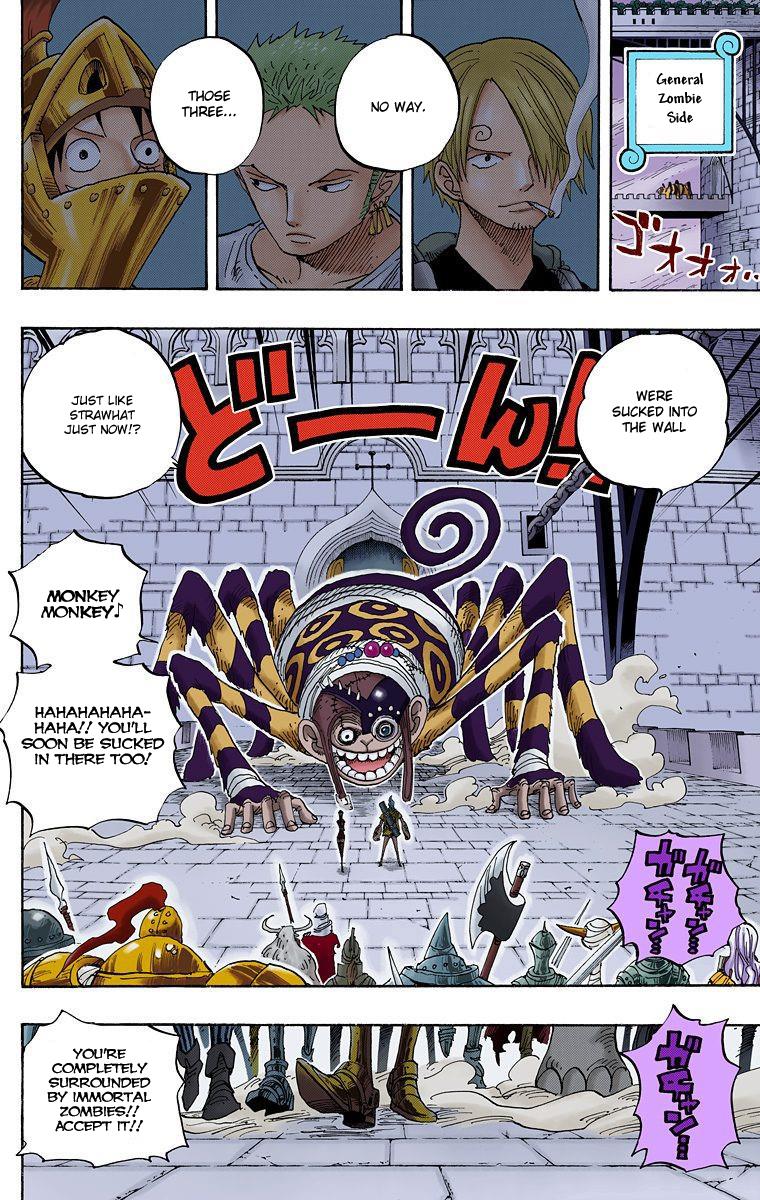 General
Zombie
Side
ゴオオオォ‥
NO WAY.
THOSE
THREE...
WERE
SUCKED INTO
THE WALL
どーん!!
JUST LIKE
STRAWHAT
JUST NOW!?
MONKEY
MONKEY♪
HAHAHAHAHA-
HAHA!! YOU'LL
SOON BE SUCKED
IN THERE TOO!
ガシャン…
ガシャン…
ガシャン…
YOU'RE
COMPLETELY
SURROUNDED
BY IMMORTAL
ZOMBIES!!
ACCEPT IT!!